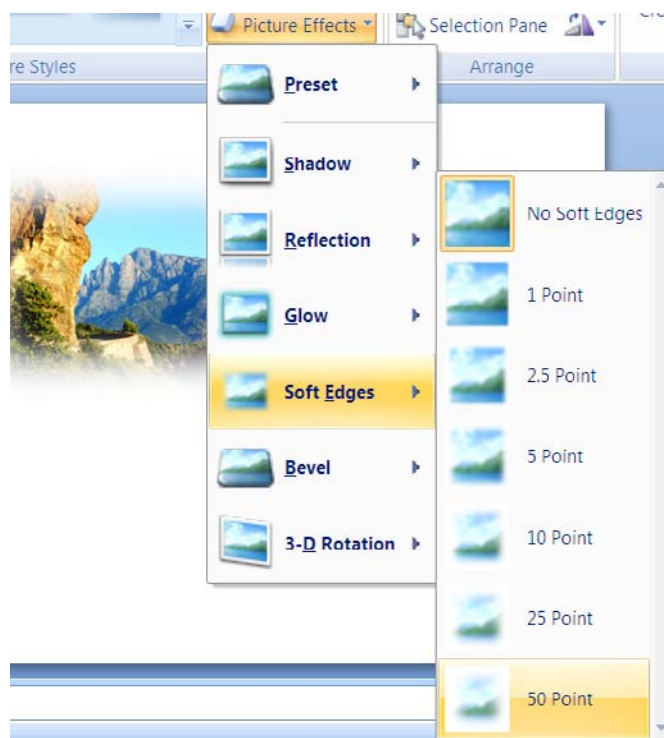 Picture Effects
Selection Pane
re Styles
Arrange
Preset
Shadow
Reflection
Glow
Soft Edges
Bevel
3-D Rotation
No Soft Edges
1 Point
2.5 Point
5 Point
10 Point
25 Point
50 Point